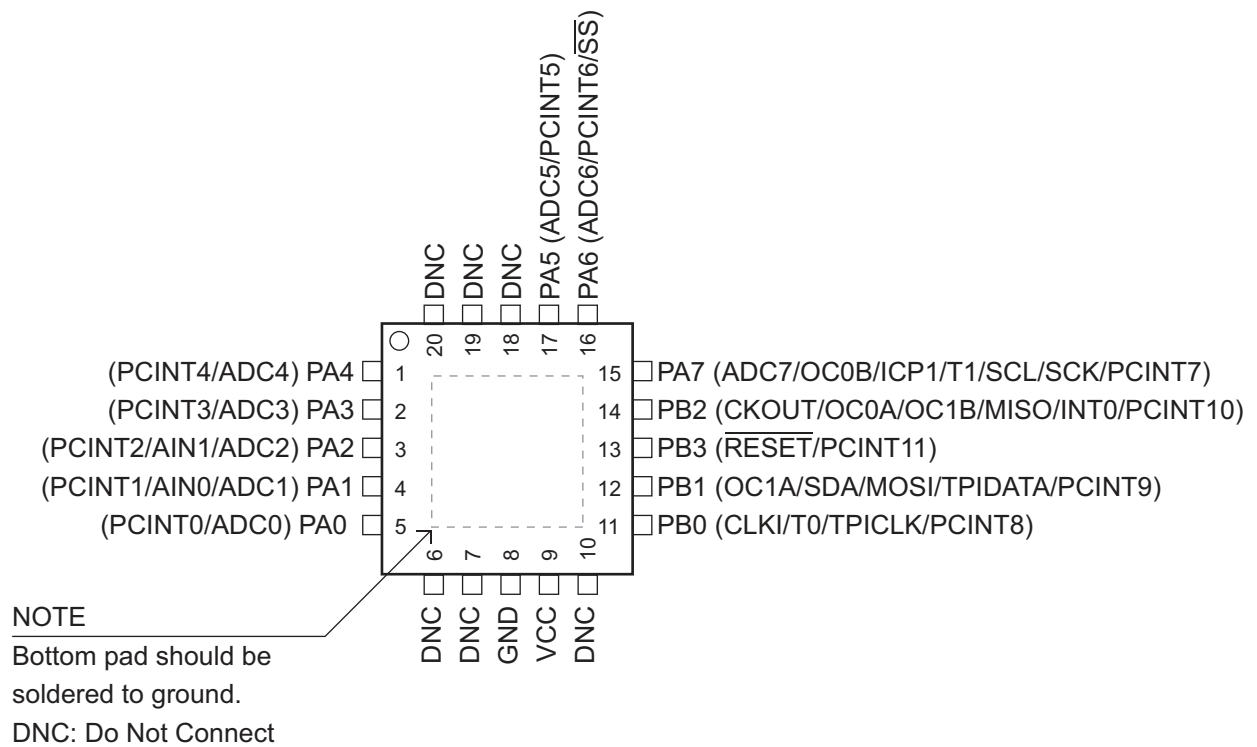 DNC
DNC
DNC
PA5 (ADC5/PCINT5)
PA6 (ADC6/PCINT6/SS)
20
19
18
17
16
(PCINT4/ADC4) PA4 1
(PCINT3/ADC3) PA3 2
(PCINT2/AIN1/ADC2) PA2 3
(PCINT1/AIN0/ADC1) PA1 4
(PCINT0/ADC0) PA0 5
15 PA7 (ADC7/OC0B/ICP1/T1/SCL/SCK/PCINT7)
14 PB2 (CKOUT/OC0A/OC1B/MISO/INT0/PCINT10)
13 PB3 (RESET/PCINT11)
12 PB1 (OC1A/SDA/MOSI/TPIDATA/PCINT9)
11 PB0 (CLKI/T0/TPICLK/PCINT8)
6
7
8
9
10
DNC
DNC
GND
VCC
DNC
NOTE
Bottom pad should be
soldered to ground.
DNC: Do Not Connect